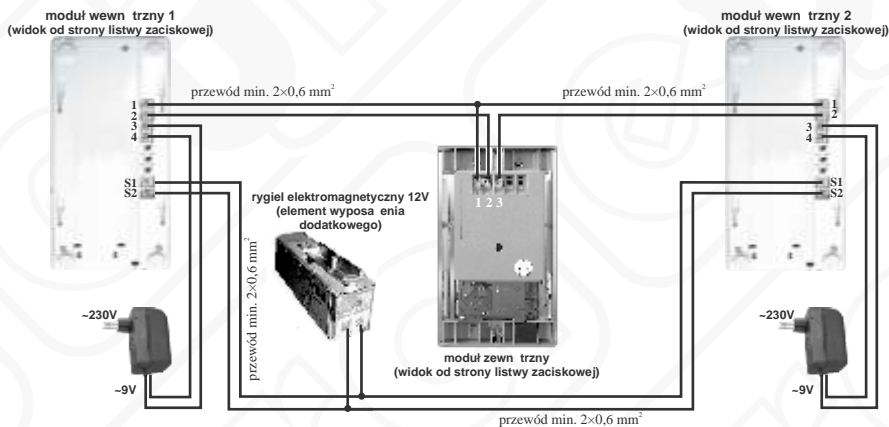 moduł wewn trzny 1
(widok od strony listwy zaciskowej)
moduł wewn trzny 2
(widok od strony listwy zaciskowej)
przewód min. 2×0,6 mm²
przewód min. 2×0,6 mm²
1
2
3
4
S1
S2
1
2
3
4
S1
S2
1 2 3
rygiel elektromagnetyczny 12V
(element wyposa enia
dodatkowego)
przewód min. 2×0,6 mm²
moduł zewn trzny
(widok od strony listwy zaciskowej)
~230V
~9V
~230V
~9V
przewód min. 2×0,6 mm²